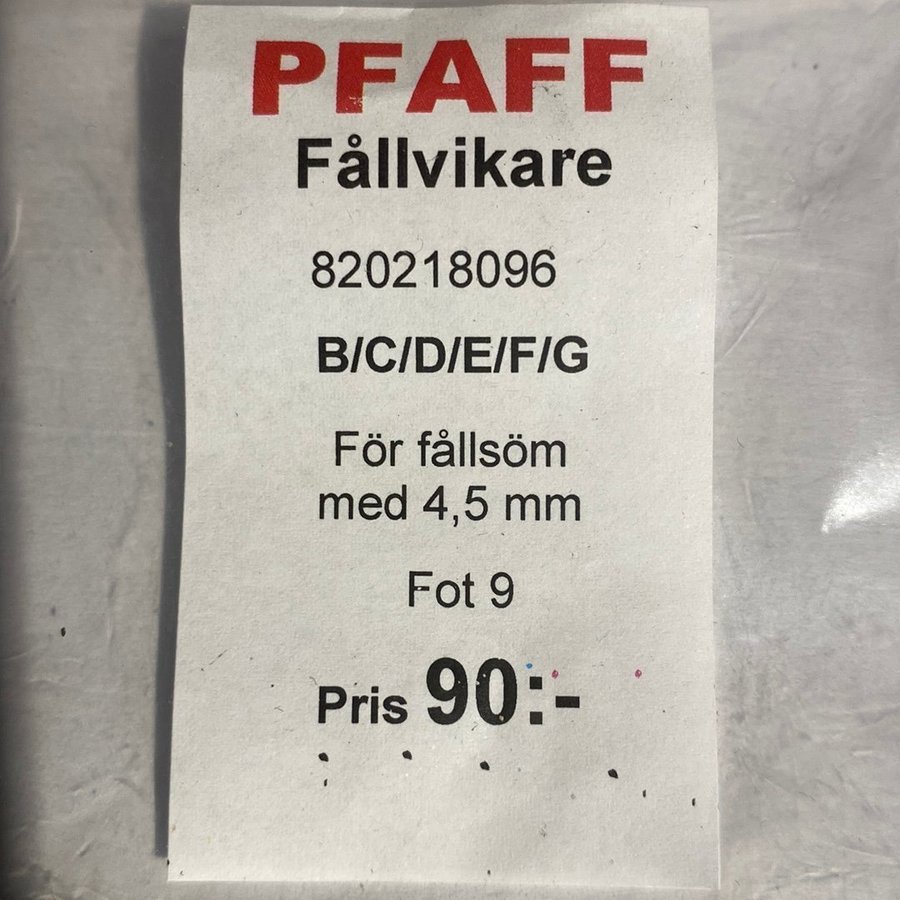 PFAFF
Fållvikare
820218096
B/C/D/E/F/G
För fållsöm
med 4,5 mm
Fot 9
Pris 90:-